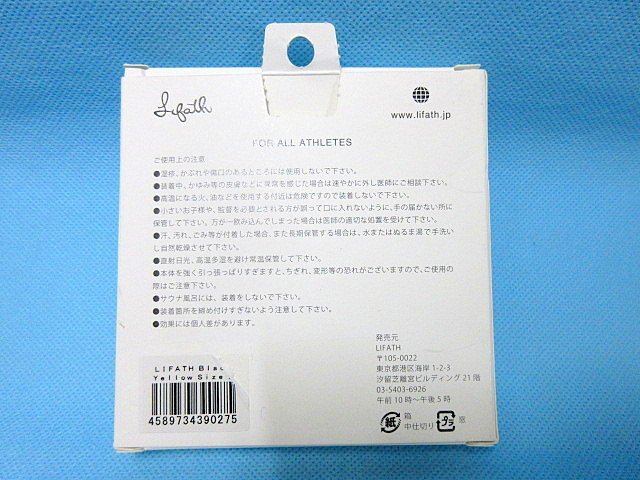 Lifath
www.lifath.jp
FOR ALL ATHLETES
ご使用上の注意
●湿疹、かぶれや傷口のあるところには使用しないで下さい。
●装着中、かゆみ等の皮膚などに異常を感じた場合は速やかに外し医師にご相談下さい。
●高温になる火、油などを使用する付近は危険ですので装着しないで下さい。
●小さいお子様や、監督を必要とされる方が誤って口に入れないように、手の届かない所に
保管して下さい。万が一飲み込んでしまった場合は医師の適切な処置を受けて下さい。
●汗、汚れ、ごみ等が付着した場合、また長期保管する場合は、水またはぬるま湯で手洗い
し自然乾燥させて下さい。
●直射日光、高温多湿を避け常温保管して下さい。
●本体を強く引っ張っぱりすぎますと、ちぎれ、変形等の恐れがございますので、ご使用の
際はご注意下さい。
●サウナ風呂には、装着をしないで下さい。
●装着箇所を締め付けすぎないよう注意して下さい。
●効果には個人差があります。
LIFATH Blac
Yellow Size
4589734390275
発売元
LIFATH
〒105-0022
東京都港区海岸 1-2-3
汐留芝離宮ビルディング 21 階
03-5403-6926
午前 10 時〜午後 5 時
紙
箱
中仕切り
プラ
窓